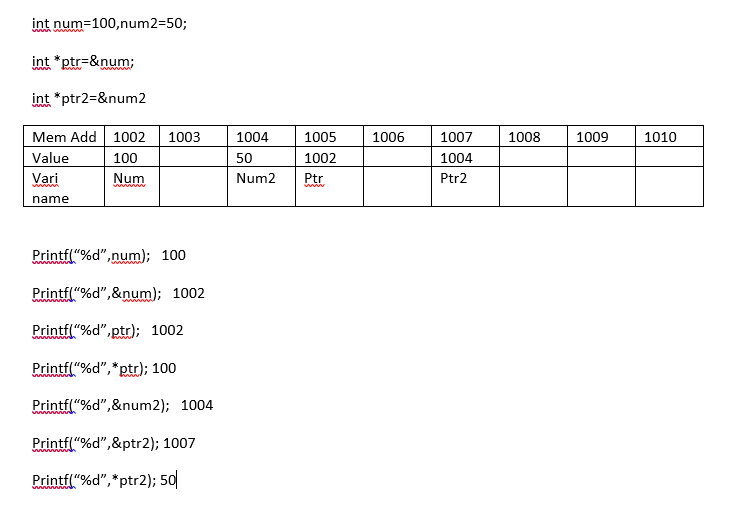 int num=100,num2=50;
int *ptr=&num;
int *ptr2=&num2
Mem Add 1002 1003 1004 1005 1006 1007 1008 1009 1010
Value 100 50 1002 1004
Vari name Num Num2 Ptr Ptr2
Printf(“%d”,num); 100
Printf(“%d”,&num); 1002
Printf(“%d”,ptr); 1002
Printf(“%d”,*ptr); 100
Printf(“%d”,&num2); 1004
Printf(“%d”,&ptr2); 1007
Printf(“%d”,*ptr2); 50